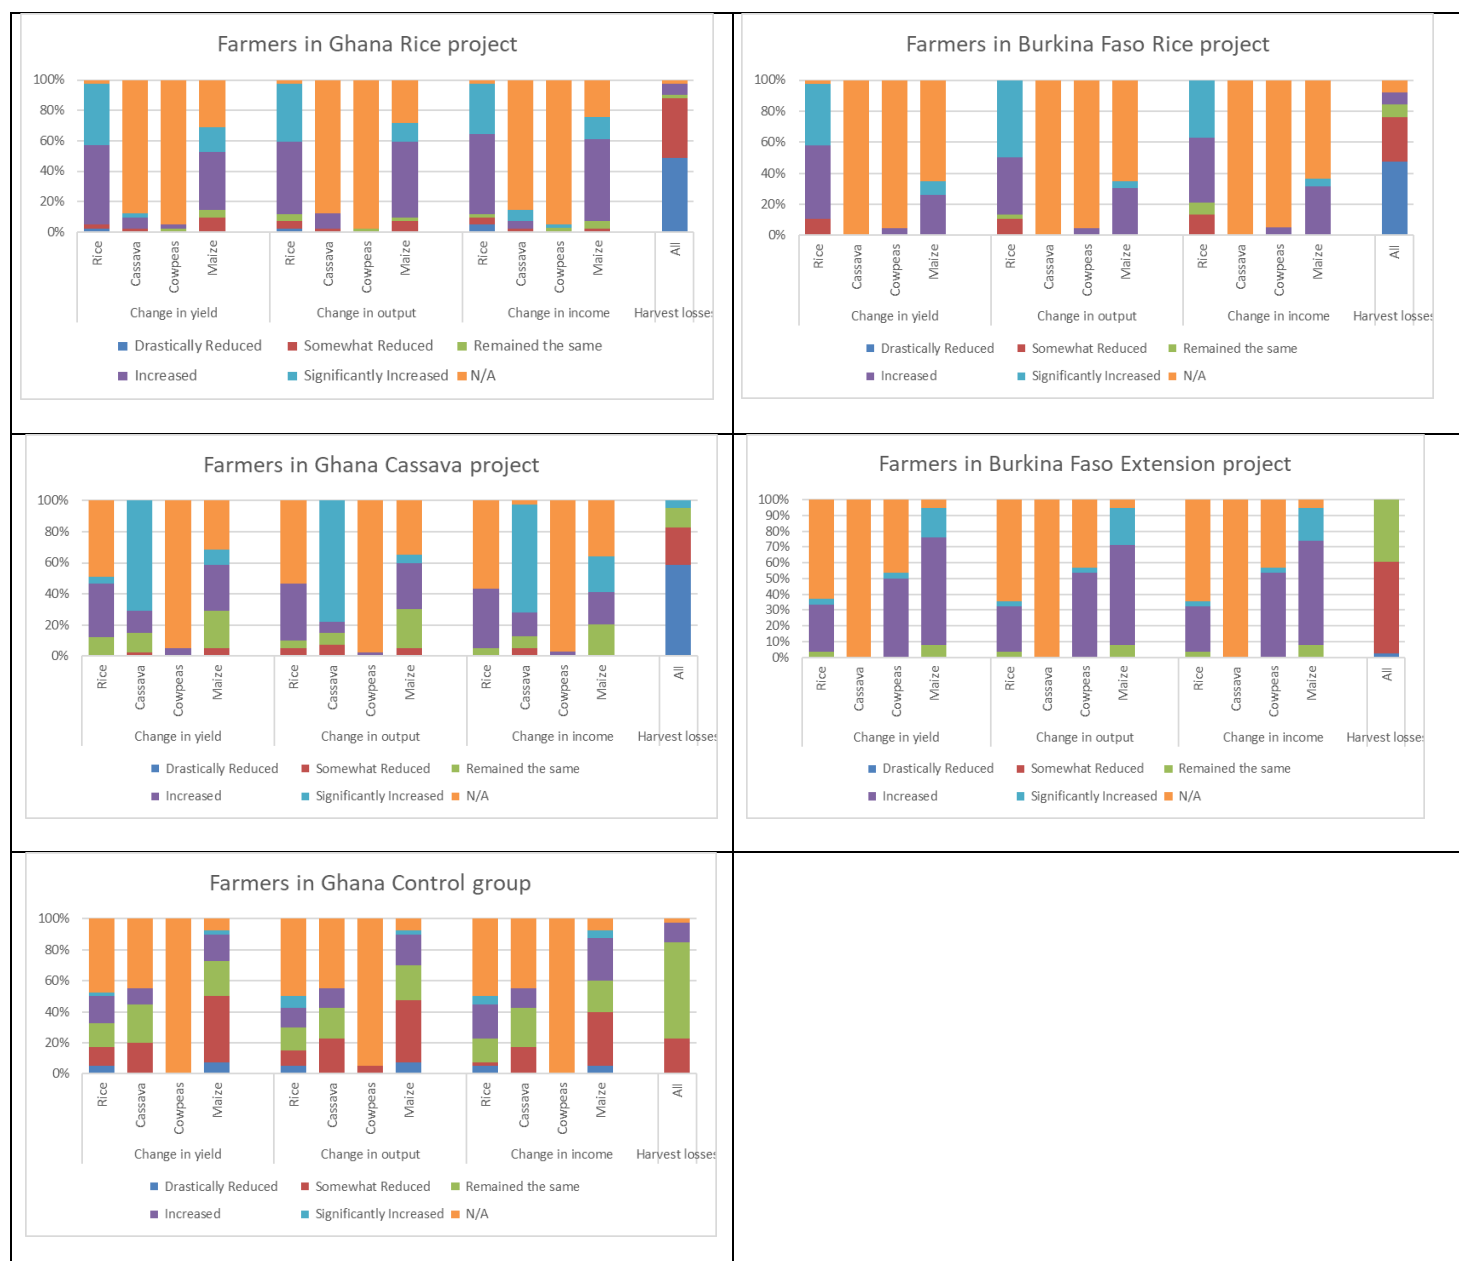 Farmers in Ghana Rice project
100%
80%
60%
40%
20%
0%
Rice Cassava Cowpeas Maize Rice Cassava Cowpeas Maize Rice Cassava Cowpeas Maize All
Change in yield Change in output Change in income Harvest losses
Drastically Reduced Somewhat Reduced Remained the same
Increased Significantly Increased N/A
Farmers in Burkina Faso Rice project
100%
80%
60%
40%
20%
0%
Rice Cassava Cowpeas Maize Rice Cassava Cowpeas Maize Rice Cassava Cowpeas Maize All
Change in yield Change in output Change in income Harvest losses
Drastically Reduced Somewhat Reduced Remained the same
Increased Significantly Increased N/A
Farmers in Ghana Cassava project
100%
80%
60%
40%
20%
0%
Rice Cassava Cowpeas Maize Rice Cassava Cowpeas Maize Rice Cassava Cowpeas Maize All
Change in yield Change in output Change in income Harvest losses
Drastically Reduced Somewhat Reduced Remained the same
Increased Significantly Increased N/A
Farmers in Burkina Faso Extension project
100%
90%
80%
70%
60%
50%
40%
30%
20%
10%
0%
Rice Cassava Cowpeas Maize Rice Cassava Cowpeas Maize Rice Cassava Cowpeas Maize All
Change in yield Change in output Change in income Harvest losses
Drastically Reduced Somewhat Reduced Remained the same
Increased Significantly Increased N/A
Farmers in Ghana Control group
100%
80%
60%
40%
20%
0%
Rice Cassava Cowpeas Maize Rice Cassava Cowpeas Maize Rice Cassava Cowpeas Maize All
Change in yield Change in output Change in income Harvest losses
Drastically Reduced Somewhat Reduced Remained the same
Increased Significantly Increased N/A